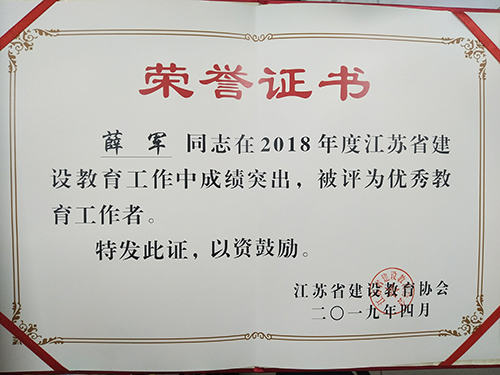 荣誉证书
薛军 同志在2018年度江苏省建
设教育工作中成绩突出，被评为优秀教
育工作者。
特发此证，以资鼓励。
江苏省建设教育协会
二〇一九年四月